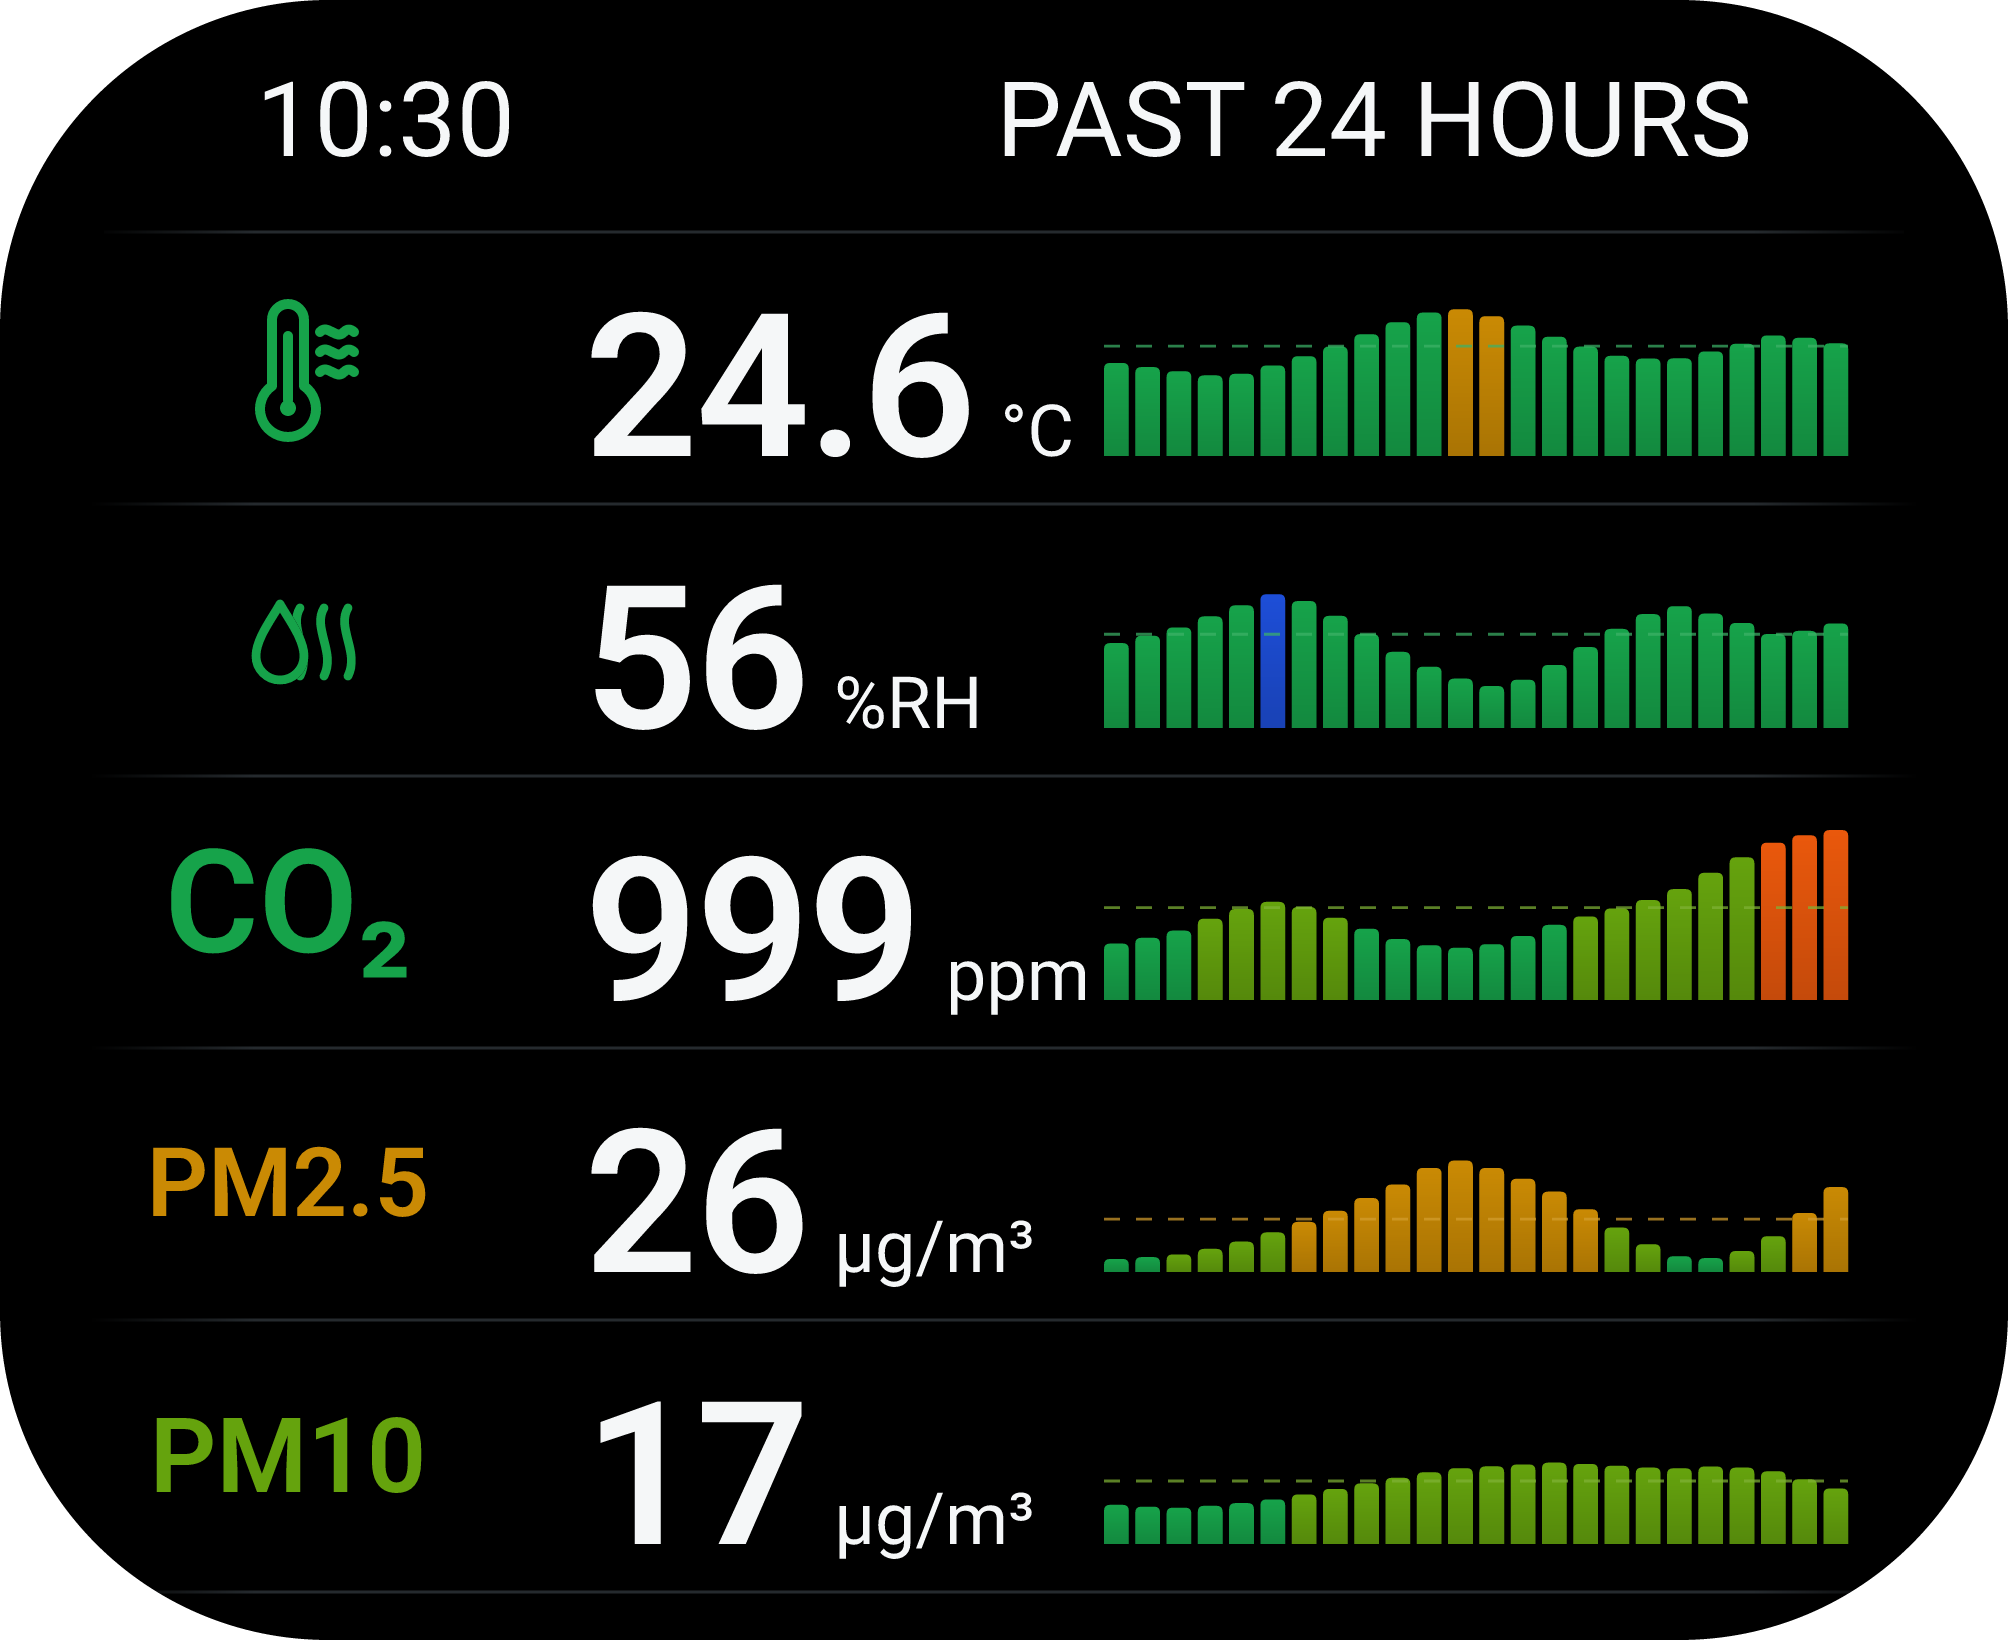 10:30 PAST 24 HOURS
24.6 °C
56 %RH
CO₂ 999 ppm
PM2.5 26 µg/m³
PM10 17 µg/m³